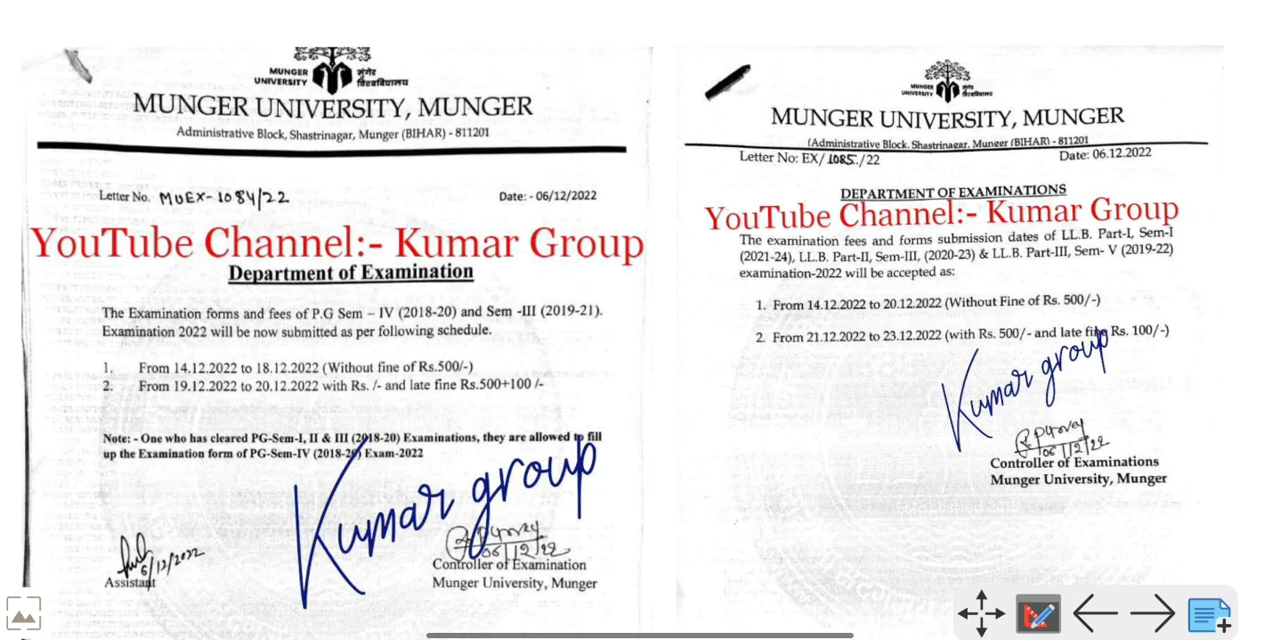 MUNGER
UNIVERSITY
मुंगेर
विश्वविद्यालय
MUNGER UNIVERSITY, MUNGER
Administrative Block, Shastrinagar, Munger (BIHAR) - 811201
Letter No. MUEX-1084/22
Date: - 06/12/2022
YouTube Channel:- Kumar Group
Department of Examination
The Examination forms and fees of P.G Sem – IV (2018-20) and Sem -III (2019-21).
Examination 2022 will be now submitted as per following schedule.
1. From 14.12.2022 to 18.12.2022 (Without fine of Rs.500/-)
2. From 19.12.2022 to 20.12.2022 with Rs. /- and late fine Rs.500+100 /-
Note: - One who has cleared PG-Sem-I, II & III (2018-20) Examinations, they are allowed to fill
up the Examination form of PG-Sem-IV (2018-20) Exam-2022
Kumar group
6/12/2022
Assistant
06/12/22
Controller of Examination
Munger University, Munger
MUNGER
UNIVERSITY
मुंगेर
विश्वविद्यालय
MUNGER UNIVERSITY, MUNGER
(Administrative Block, Shastrinagar, Munger (BIHAR) - 811201
Letter No: EX/1085./22
Date: 06.12.2022
DEPARTMENT OF EXAMINATIONS
YouTube Channel:- Kumar Group
The examination fees and forms submission dates of LL.B. Part-I, Sem-I
(2021-24), LL.B. Part-II, Sem-III, (2020-23) & LL.B. Part-III, Sem- V (2019-22)
examination-2022 will be accepted as:
1. From 14.12.2022 to 20.12.2022 (Without Fine of Rs. 500/-)
2. From 21.12.2022 to 23.12.2022 (with Rs. 500/- and late fine Rs. 100/-)
Kumar group
06/12/22
Controller of Examinations
Munger University, Munger